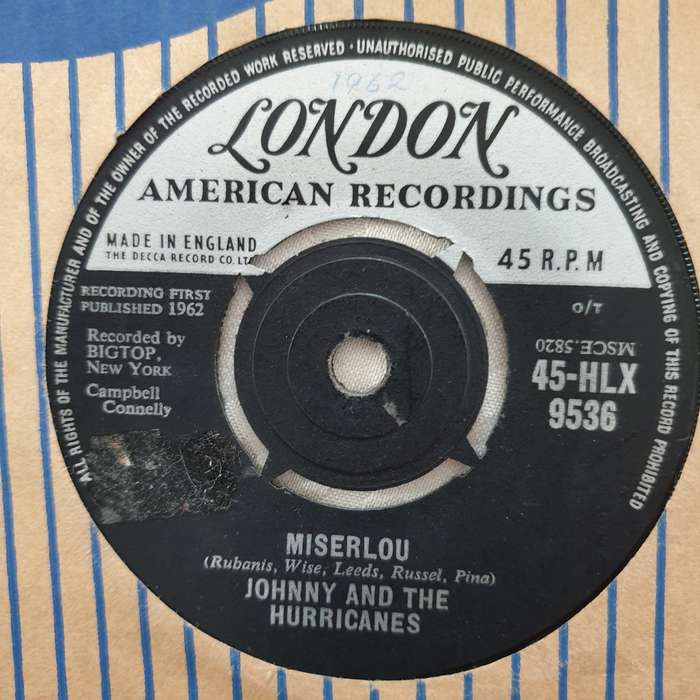 ALL RIGHTS OF THE MANUFACTURER AND OF THE OWNER OF THE RECORDED WORK RESERVED · UNAUTHORISED PUBLIC PERFORMANCE BROADCASTING AND COPYING OF THIS RECORD PROHIBITED
1962
LONDON
AMERICAN RECORDINGS
MADE IN ENGLAND
THE DECCA RECORD CO. LTD
45 R.P.M
RECORDING FIRST
PUBLISHED 1962
O/T
Recorded by
BIGTOP,
NEW YORK
MSCE.5820
Campbell
Connelly
45-HLX
9536
MISERLOU
(Rubanis, Wise, Leeds, Russel, Pina)
JOHNNY AND THE
HURRICANES